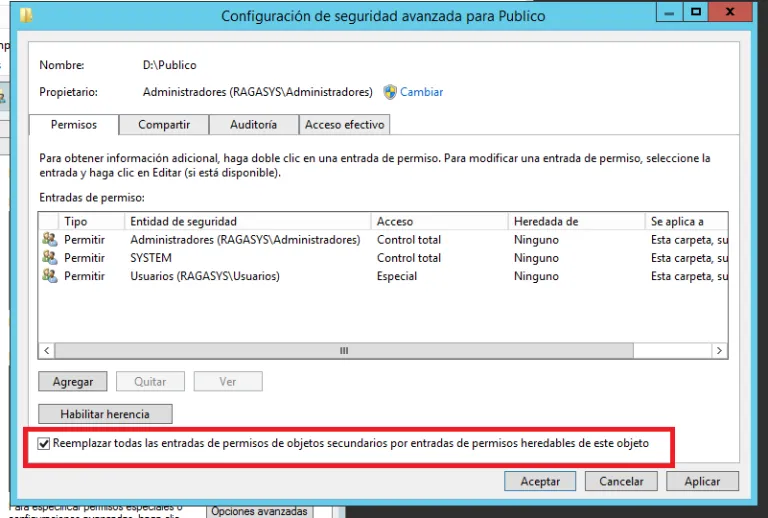 Configuración de seguridad avanzada para Publico
Nombre: D:\Publico
Propietario: Administradores (RAGASYS\Administradores) Cambiar
Permisos Compartir Auditoría Acceso efectivo
Para obtener información adicional, haga doble clic en una entrada de permiso. Para modificar una entrada de permiso, seleccione la
entrada y haga clic en Editar (si está disponible).
Entradas de permiso:
Tipo Entidad de seguridad Acceso Heredada de Se aplica a
Permitir Administradores (RAGASYS\Administradores) Control total Ninguno Esta carpeta, su
Permitir SYSTEM Control total Ninguno Esta carpeta, su
Permitir Usuarios (RAGASYS\Usuarios) Especial Ninguno Esta carpeta, su
Agregar Quitar Ver
Habilitar herencia
Reemplazar todas las entradas de permisos de objetos secundarios por entradas de permisos heredables de este objeto
Aceptar Cancelar Aplicar
Para especificar permisos especiales o
Opciones avanzadas